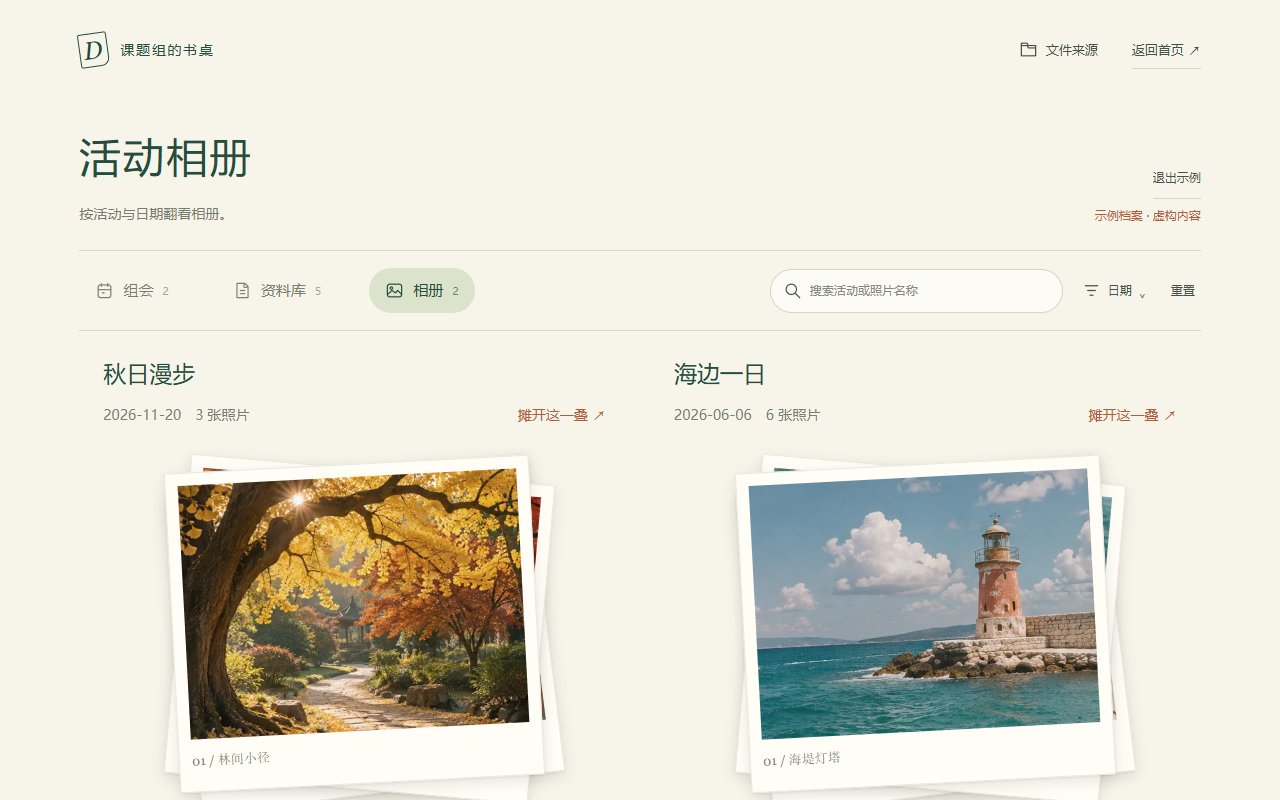 D 课题组的书桌
文件来源 返回首页 ↗
活动相册
退出示例
按活动与日期翻看相册。
示例档案 · 虚构内容
组会 2 资料库 5 相册 2 搜索活动或照片名称 日期 重置
秋日漫步
2026-11-20 3 张照片 摊开这一叠 ↗
01 / 林间小径
海边一日
2026-06-06 6 张照片 摊开这一叠 ↗
01 / 海堤灯塔